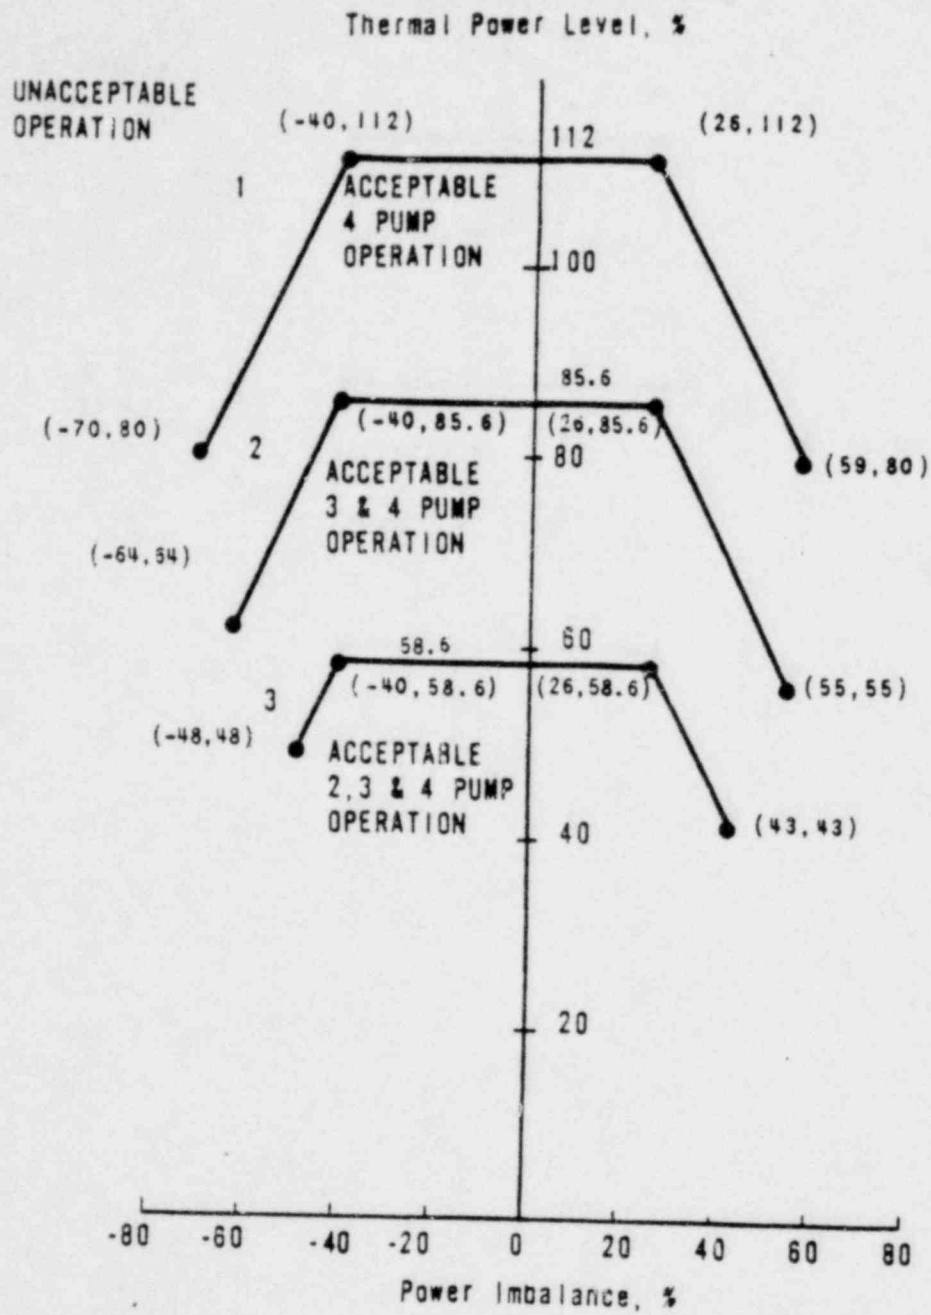 Thermal Power Level, %
UNACCEPTABLE
OPERATION
(-40,112)
112
(26,112)
1
ACCEPTABLE
4 PUMP
OPERATION
100
85.6
(-70,80)
2
(-40,85.6)
(26,85.6)
80
(59,80)
ACCEPTABLE
3 & 4 PUMP
OPERATION
(-64,64)
58.6
60
3
(-40,58.6)
(26,58.6)
(55,55)
(-48,48)
ACCEPTABLE
2,3 & 4 PUMP
OPERATION
40
(43,43)
20
-80 -60 -40 -20 0 20 40 60 80
Power Imbalance, %